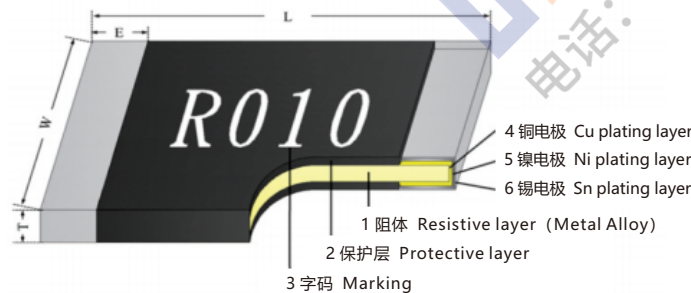 L
E
电话:
W
R010
T
4 铜电极 Cu plating layer
5 镍电极 Ni plating layer
6 锡电极 Sn plating layer
1 阻体 Resistive layer (Metal Alloy)
2 保护层 Protective layer
3 字码 Marking